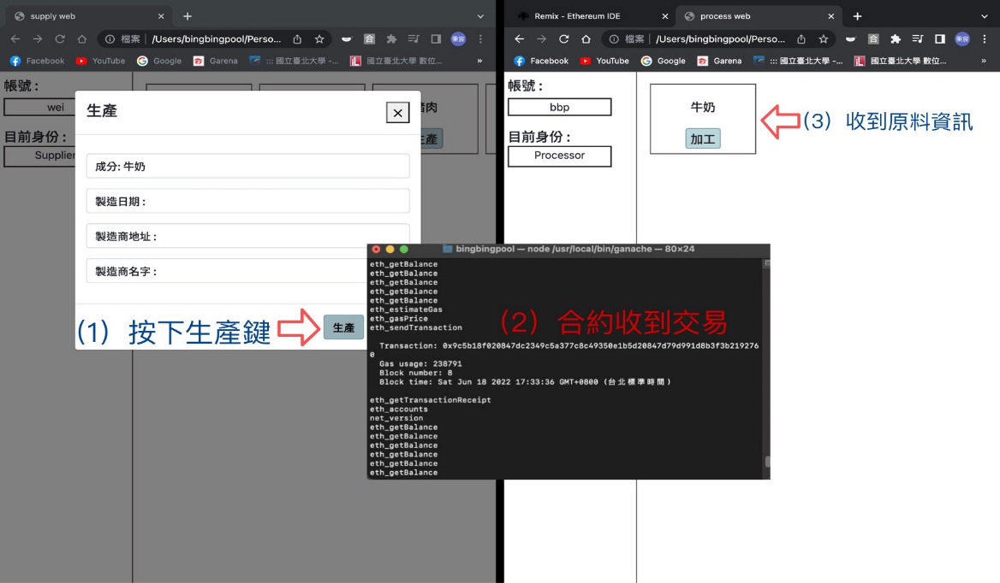 supply web
檔案 /Users/bingbingpool/Perso...
Facebook YouTube Google Garena ::: 國立臺北大學 -... 國立臺北大學 數位... »
帳號 :
wei
目前身份 :
Supplier
生產
成分: 牛奶
製造日期 :
製造商地址 :
製造商名字 :
生產
(1) 按下生產鍵
Remix - Ethereum IDE
process web
檔案 /Users/bingbingpool/Perso...
Facebook YouTube Google Garena ::: 國立臺北大學 -... 國立臺北大學 數位... »
帳號 :
bbp
目前身份 :
Processor
牛奶
加工
(3) 收到原料資訊
bingbingpool — node /usr/local/bin/ganache — 80×24
eth_getBalance
eth_getBalance
eth_getBalance
eth_getBalance
eth_getBalance
eth_estimateGas
eth_gasPrice
eth_sendTransaction
(2) 合約收到交易
Transaction: 0x9c5b18f020847dc2349c5a377c8c49350e1b5d20847d79d991d8b3f3b219276
0
Gas usage: 238791
Block number: 8
Block time: Sat Jun 18 2022 17:33:36 GMT+0800 (台北標準時間)
eth_getTransactionReceipt
eth_accounts
net_version
eth_getBalance
eth_getBalance
eth_getBalance
eth_getBalance
eth_getBalance
eth_getBalance